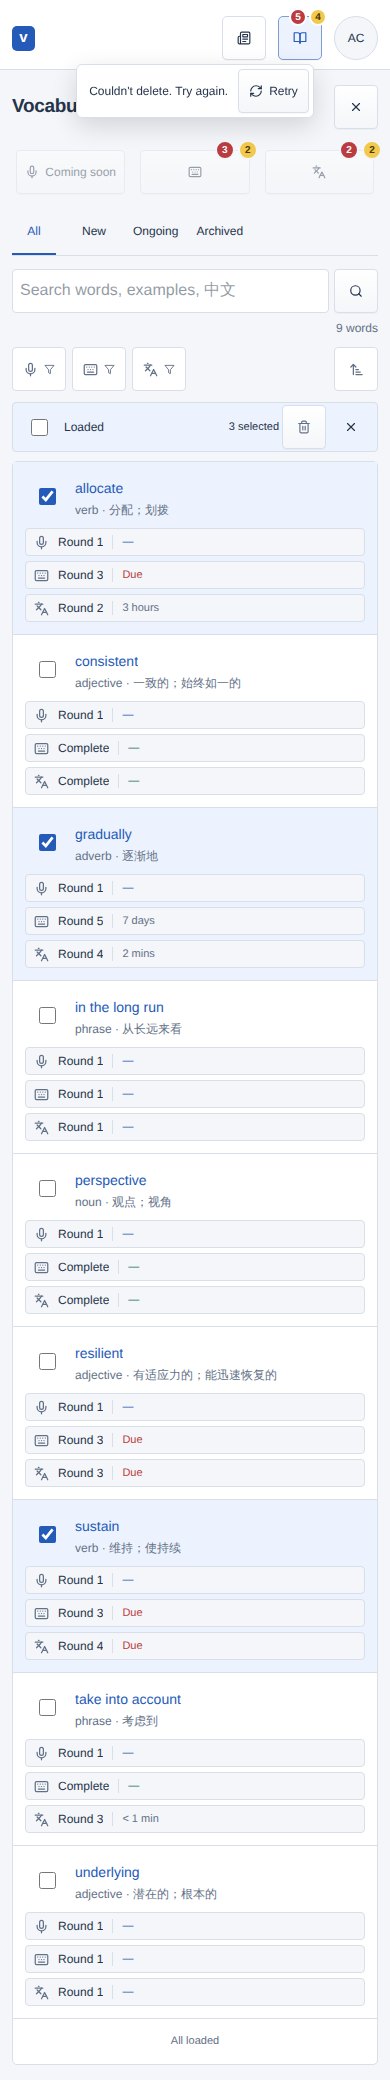 v
5
4
AC
Couldn't delete. Try again.
Retry
Vocabu
Coming soon
3
2
2
2
All
New
Ongoing
Archived
Search words, examples, 中文
9 words
Loaded
3 selected
allocate
verb · 分配；划拨
Round 1 —
Round 3 Due
Round 2 3 hours
consistent
adjective · 一致的；始终如一的
Round 1 —
Complete —
Complete —
gradually
adverb · 逐渐地
Round 1 —
Round 5 7 days
Round 4 2 mins
in the long run
phrase · 从长远来看
Round 1 —
Round 1 —
Round 1 —
perspective
noun · 观点；视角
Round 1 —
Complete —
Complete —
resilient
adjective · 有适应力的；能迅速恢复的
Round 1 —
Round 3 Due
Round 3 Due
sustain
verb · 维持；使持续
Round 1 —
Round 3 Due
Round 4 Due
take into account
phrase · 考虑到
Round 1 —
Complete —
Round 3 < 1 min
underlying
adjective · 潜在的；根本的
Round 1 —
Round 1 —
Round 1 —
All loaded